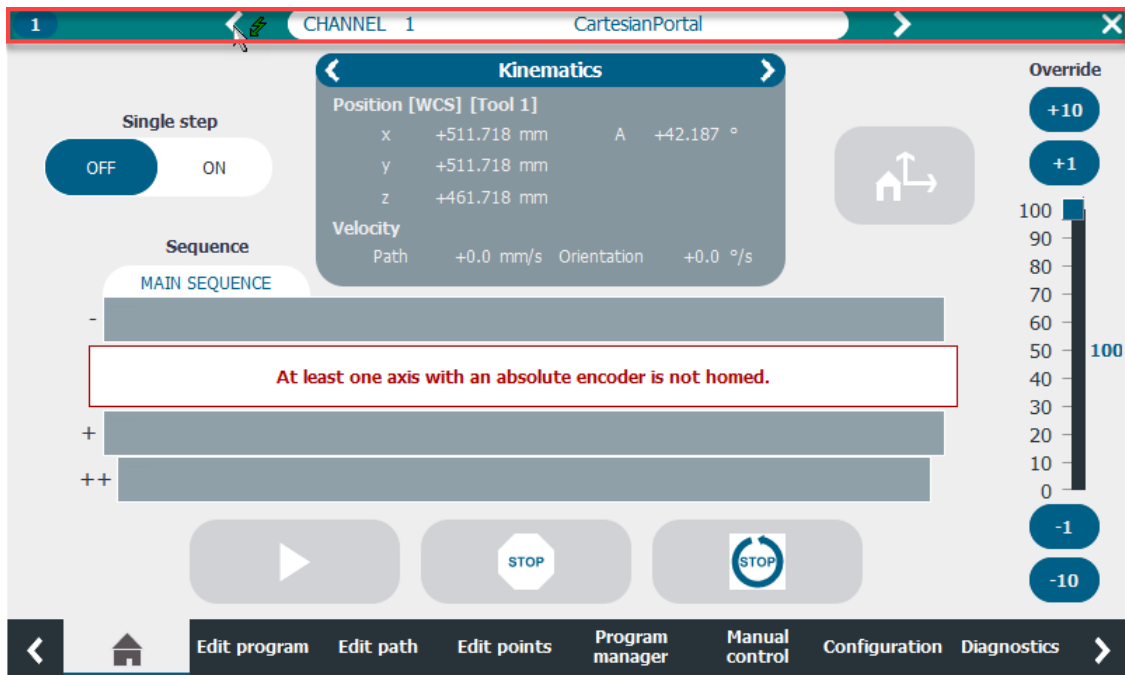 1 CHANNEL 1 CartesianPortal
Kinematics
Override
Position [WCS] [Tool 1]
x +511.718 mm A +42.187 °
y +511.718 mm
z +461.718 mm
Velocity
Path +0.0 mm/s Orientation +0.0 °/s
Single step
OFF ON
Sequence
MAIN SEQUENCE
-
At least one axis with an absolute encoder is not homed.
+
++
STOP
STOP
+10
+1
100
90
80
70
60
50 100
40
30
20
10
0
-1
-10
Edit program Edit path Edit points Program manager Manual control Configuration Diagnostics